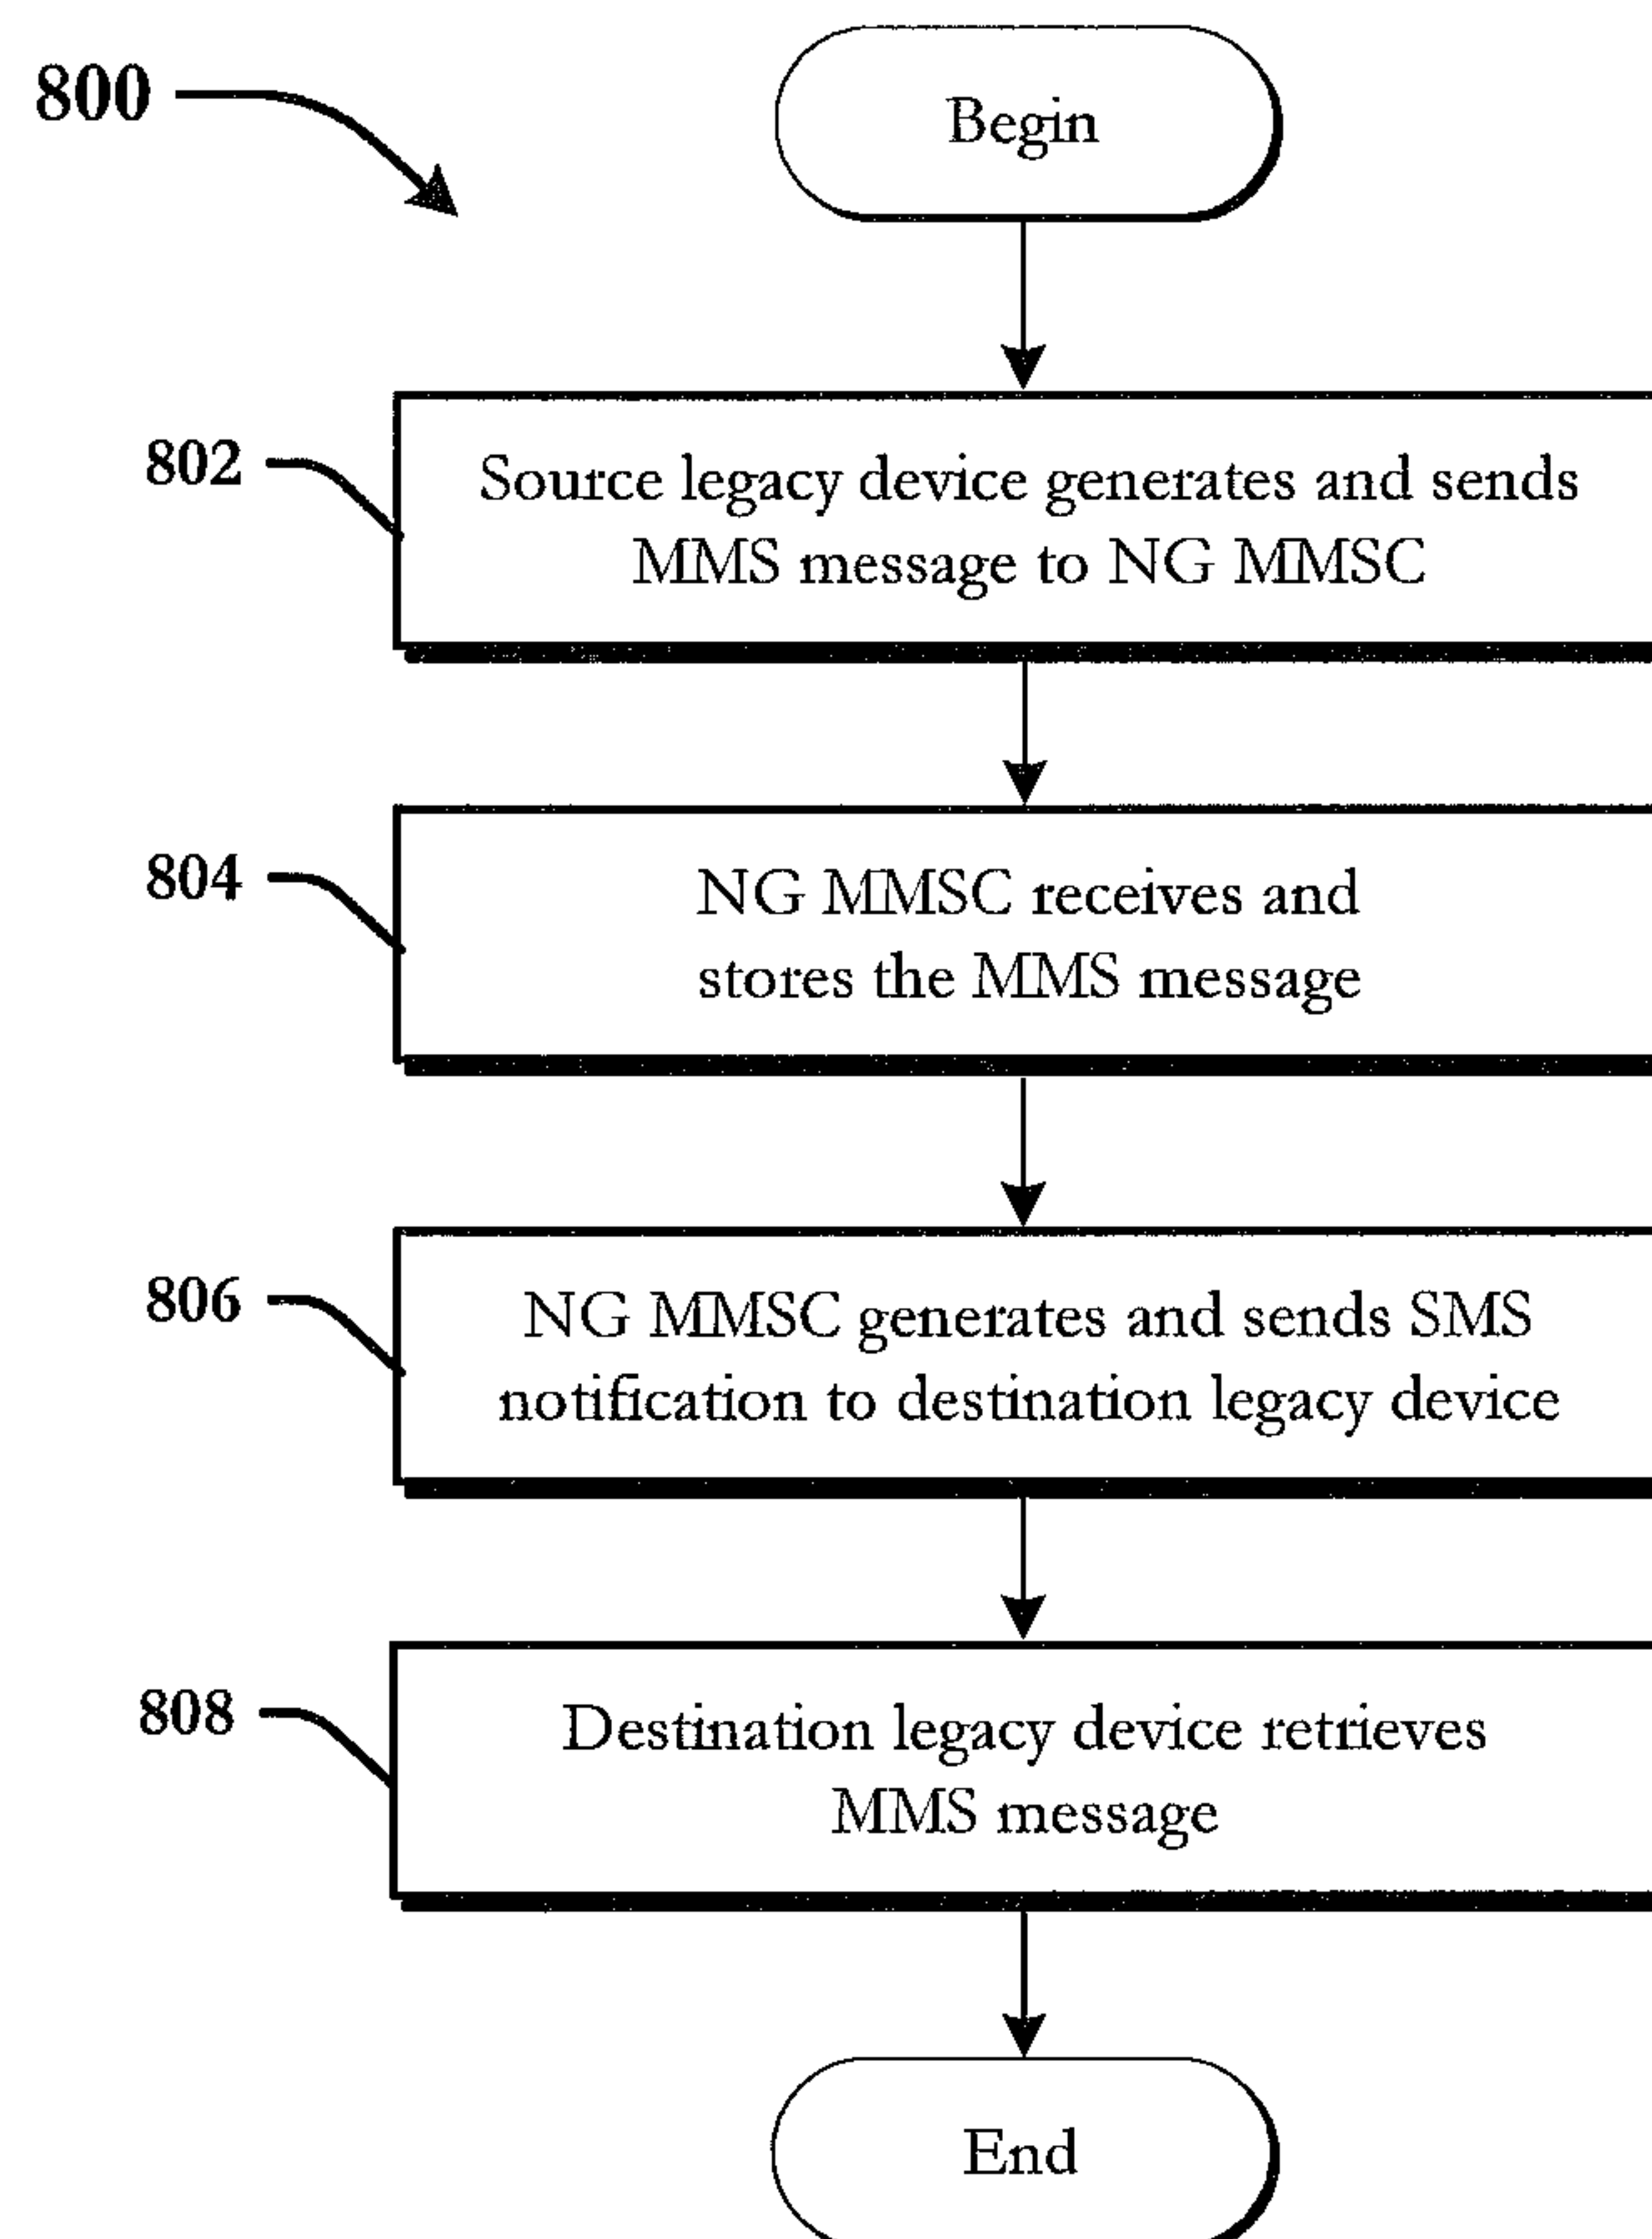 800
Begin
802
Source legacy device generates and sends
MMS message to NG MMSC
804
NG MMSC receives and
stores the MMS message
806
NG MMSC generates and sends SMS
notification to destination legacy device
808
Destination legacy device retrieves
MMS message
End